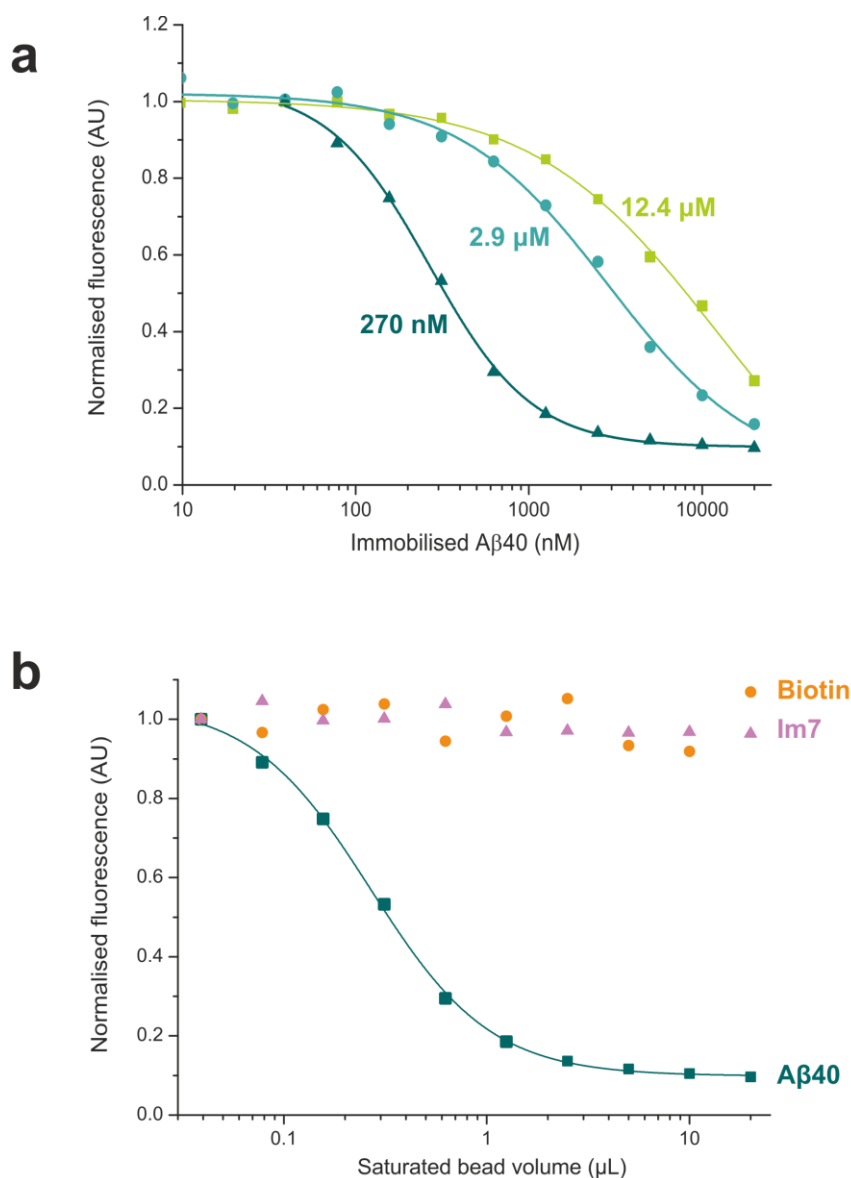 a
1.2
1.0
0.8
0.6
0.4
0.2
0.0
Normalised fluorescence (AU)
12.4 µM
2.9 µM
270 nM
10
100
1000
10000
Immobilised Aβ40 (nM)
b
1.0
0.8
0.6
0.4
0.2
0.0
Normalised fluorescence (AU)
Biotin
Im7
Aβ40
0.1
1
10
Saturated bead volume (µL)